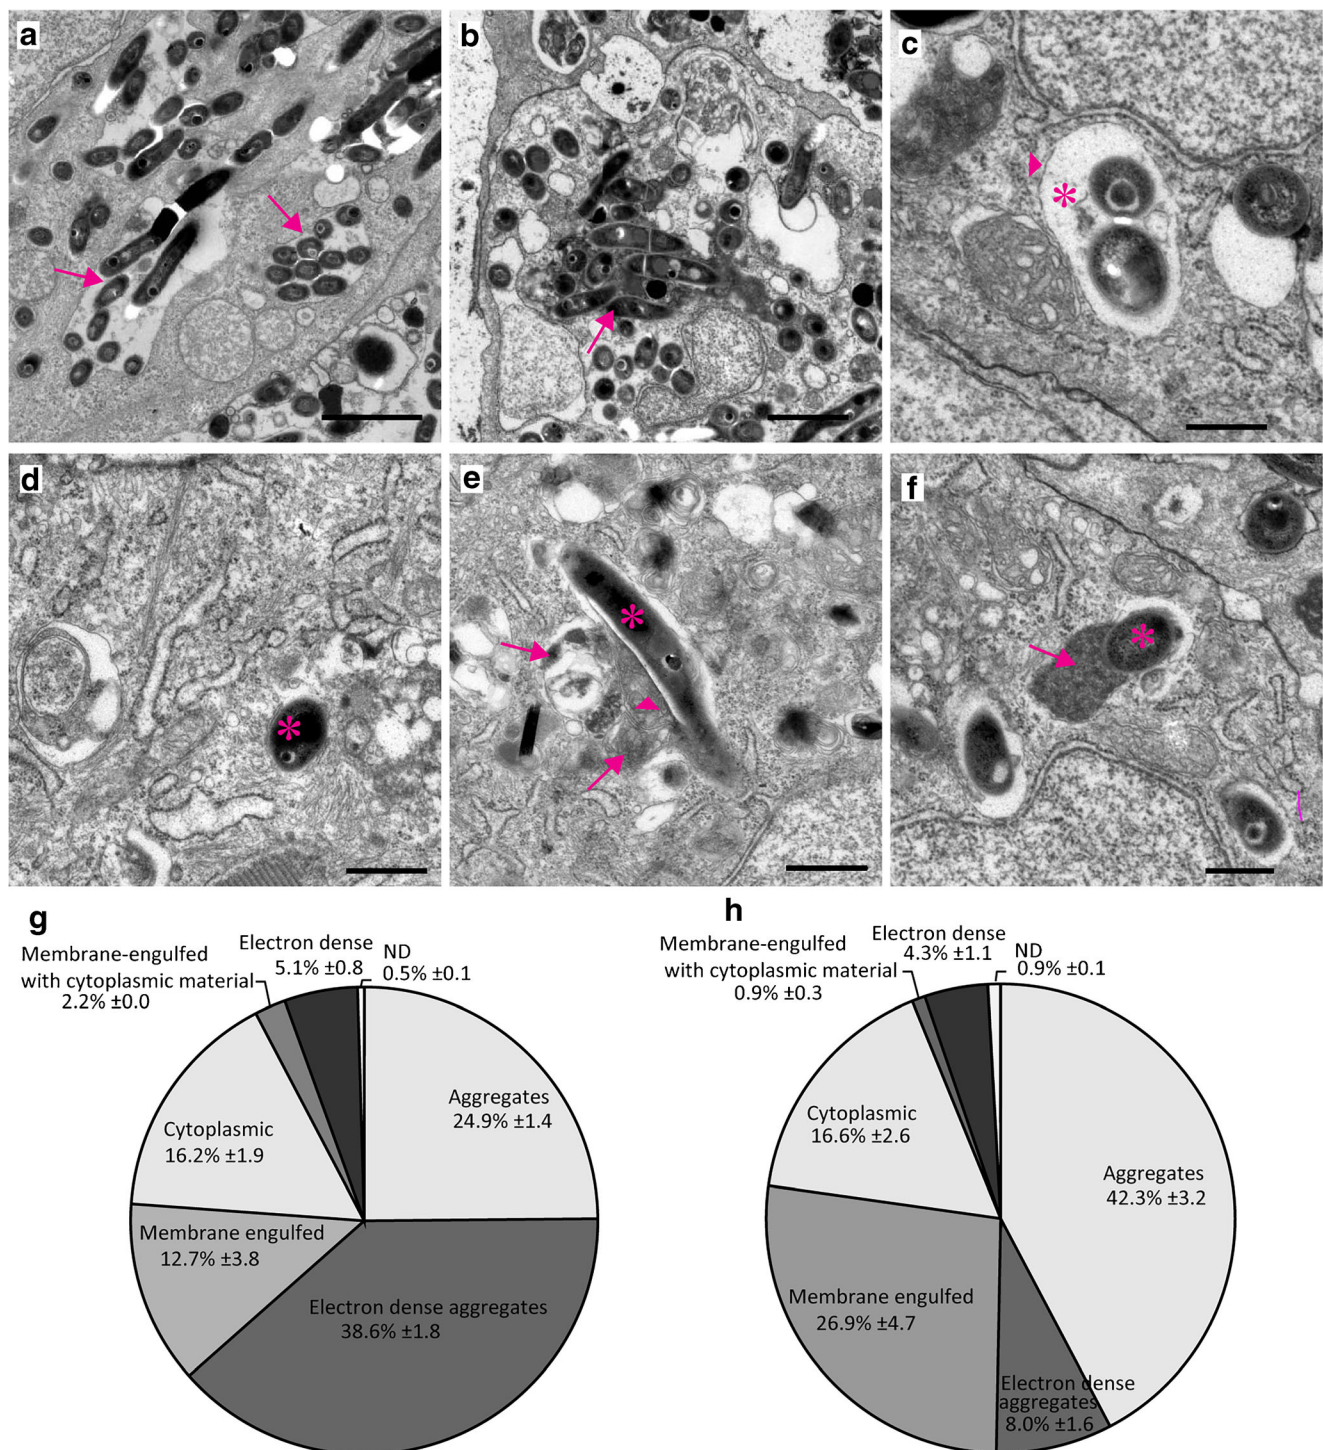 a
b
c
d
e
f
g
Membrane-engulfed
with cytoplasmic material
2.2% ±0.0
Electron dense
5.1% ±0.8
ND
0.5% ±0.1
Aggregates
24.9% ±1.4
Cytoplasmic
16.2% ±1.9
Membrane engulfed
12.7% ±3.8
Electron dense aggregates
38.6% ±1.8
h
Membrane-engulfed
with cytoplasmic material
0.9% ±0.3
Electron dense
4.3% ±1.1
ND
0.9% ±0.1
Cytoplasmic
16.6% ±2.6
Aggregates
42.3% ±3.2
Membrane engulfed
26.9% ±4.7
Electron dense
aggregates
8.0% ±1.6